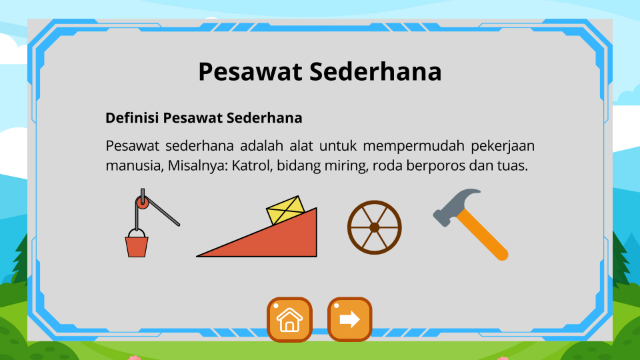 Pesawat Sederhana
Definisi Pesawat Sederhana
Pesawat sederhana adalah alat untuk mempermudah pekerjaan
manusia, Misalnya: Katrol, bidang miring, roda berporos dan tuas.